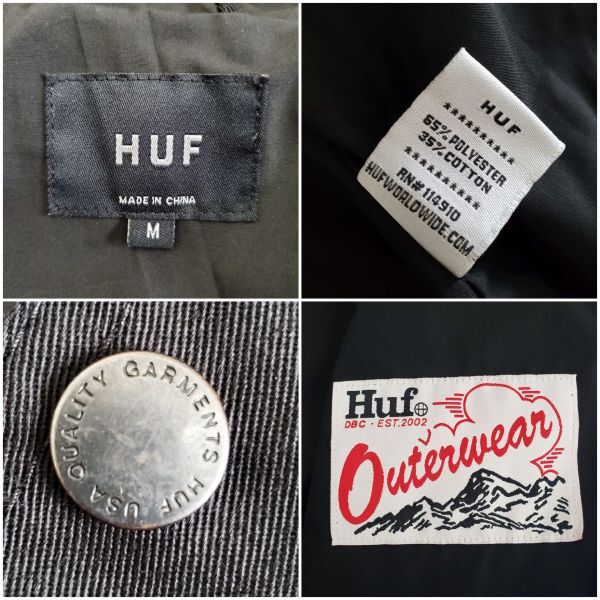 HUF
MADE IN CHINA
M
HUF
**********
65% POLYESTER
35% COTTON
**********
RN# 114910
HUFWORLDWIDE.COM
QUALITY GARMENTS HUF USA
Huf
DBC - EST. 2002
Outerwear